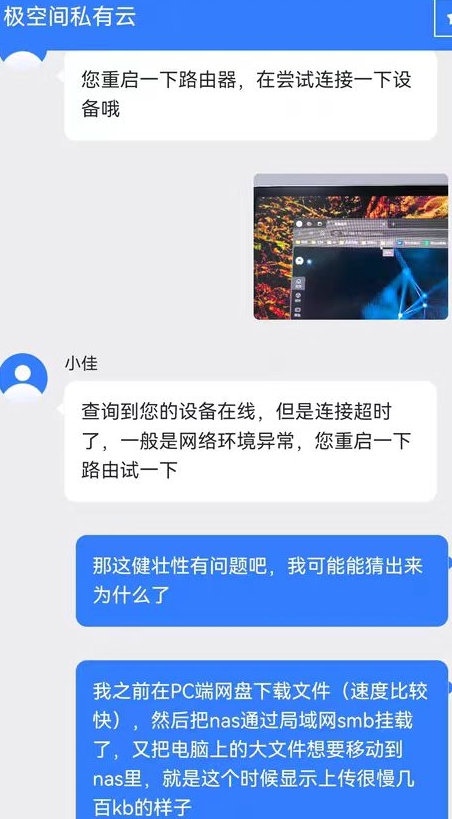 极空间私有云
您重启一下路由器，在尝试连接一下设
备哦
小佳
查询到您的设备在线，但是连接超时
了，一般是网络环境异常，您重启一下
路由试一下
那这健壮性有问题吧，我可能能猜出来
为什么了
我之前在PC端网盘下载文件（速度比较
快），然后把nas通过局域网smb挂载
了，又把电脑上的大文件想要移动到
nas里，就是这个时候显示上传很慢几
百kb的样子